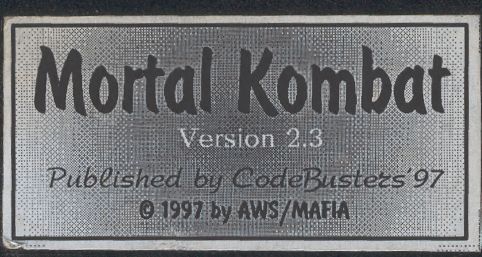 Mortal Kombat
Version 2.3
Published by CodeBusters'97
© 1997 by AWS/MAFIA